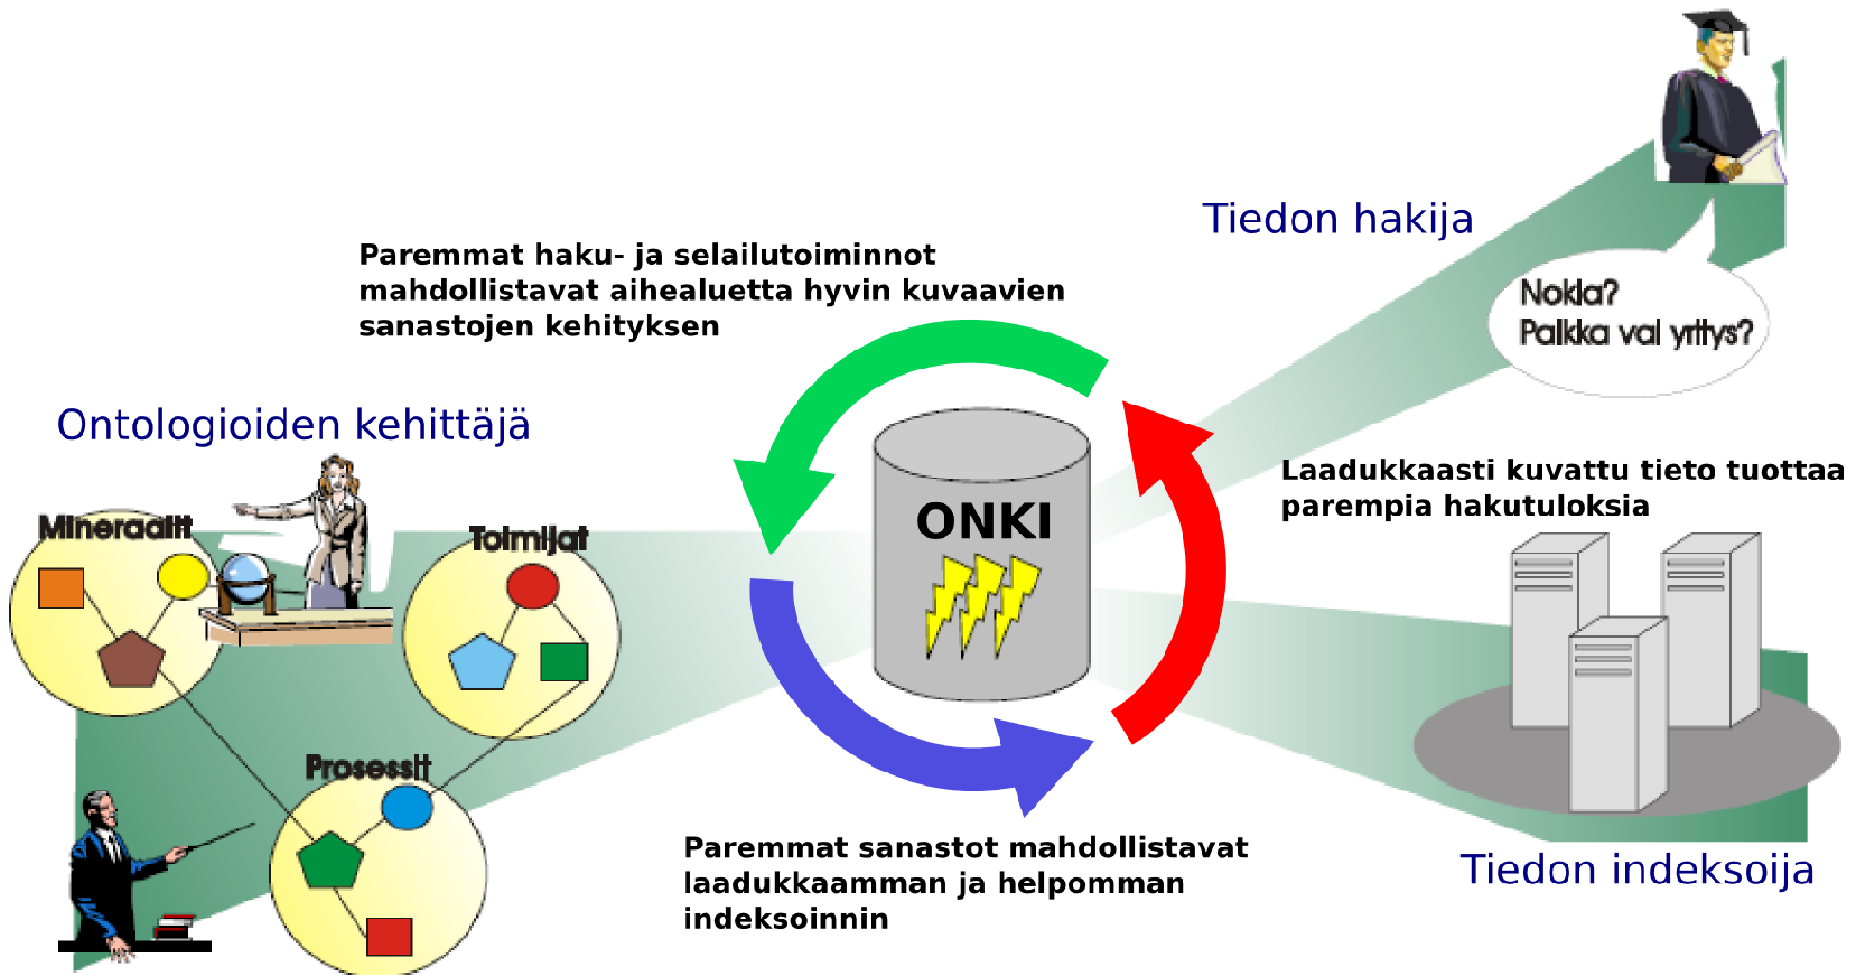 Tiedon hakija
Nokia?
Paikka vai yritys?
Paremmat haku- ja selailutoiminnot
mahdollistavat aihealuetta hyvin kuvaavien
sanastojen kehityksen
Ontologioiden kehittäjä
Mineraalit
Toimijat
Prosessit
ONKI
Laadukkaasti kuvattu tieto tuottaa
parempia hakutuloksia
Paremmat sanastot mahdollistavat
laadukkaamman ja helpomman
indeksoinnin
Tiedon indeksoija